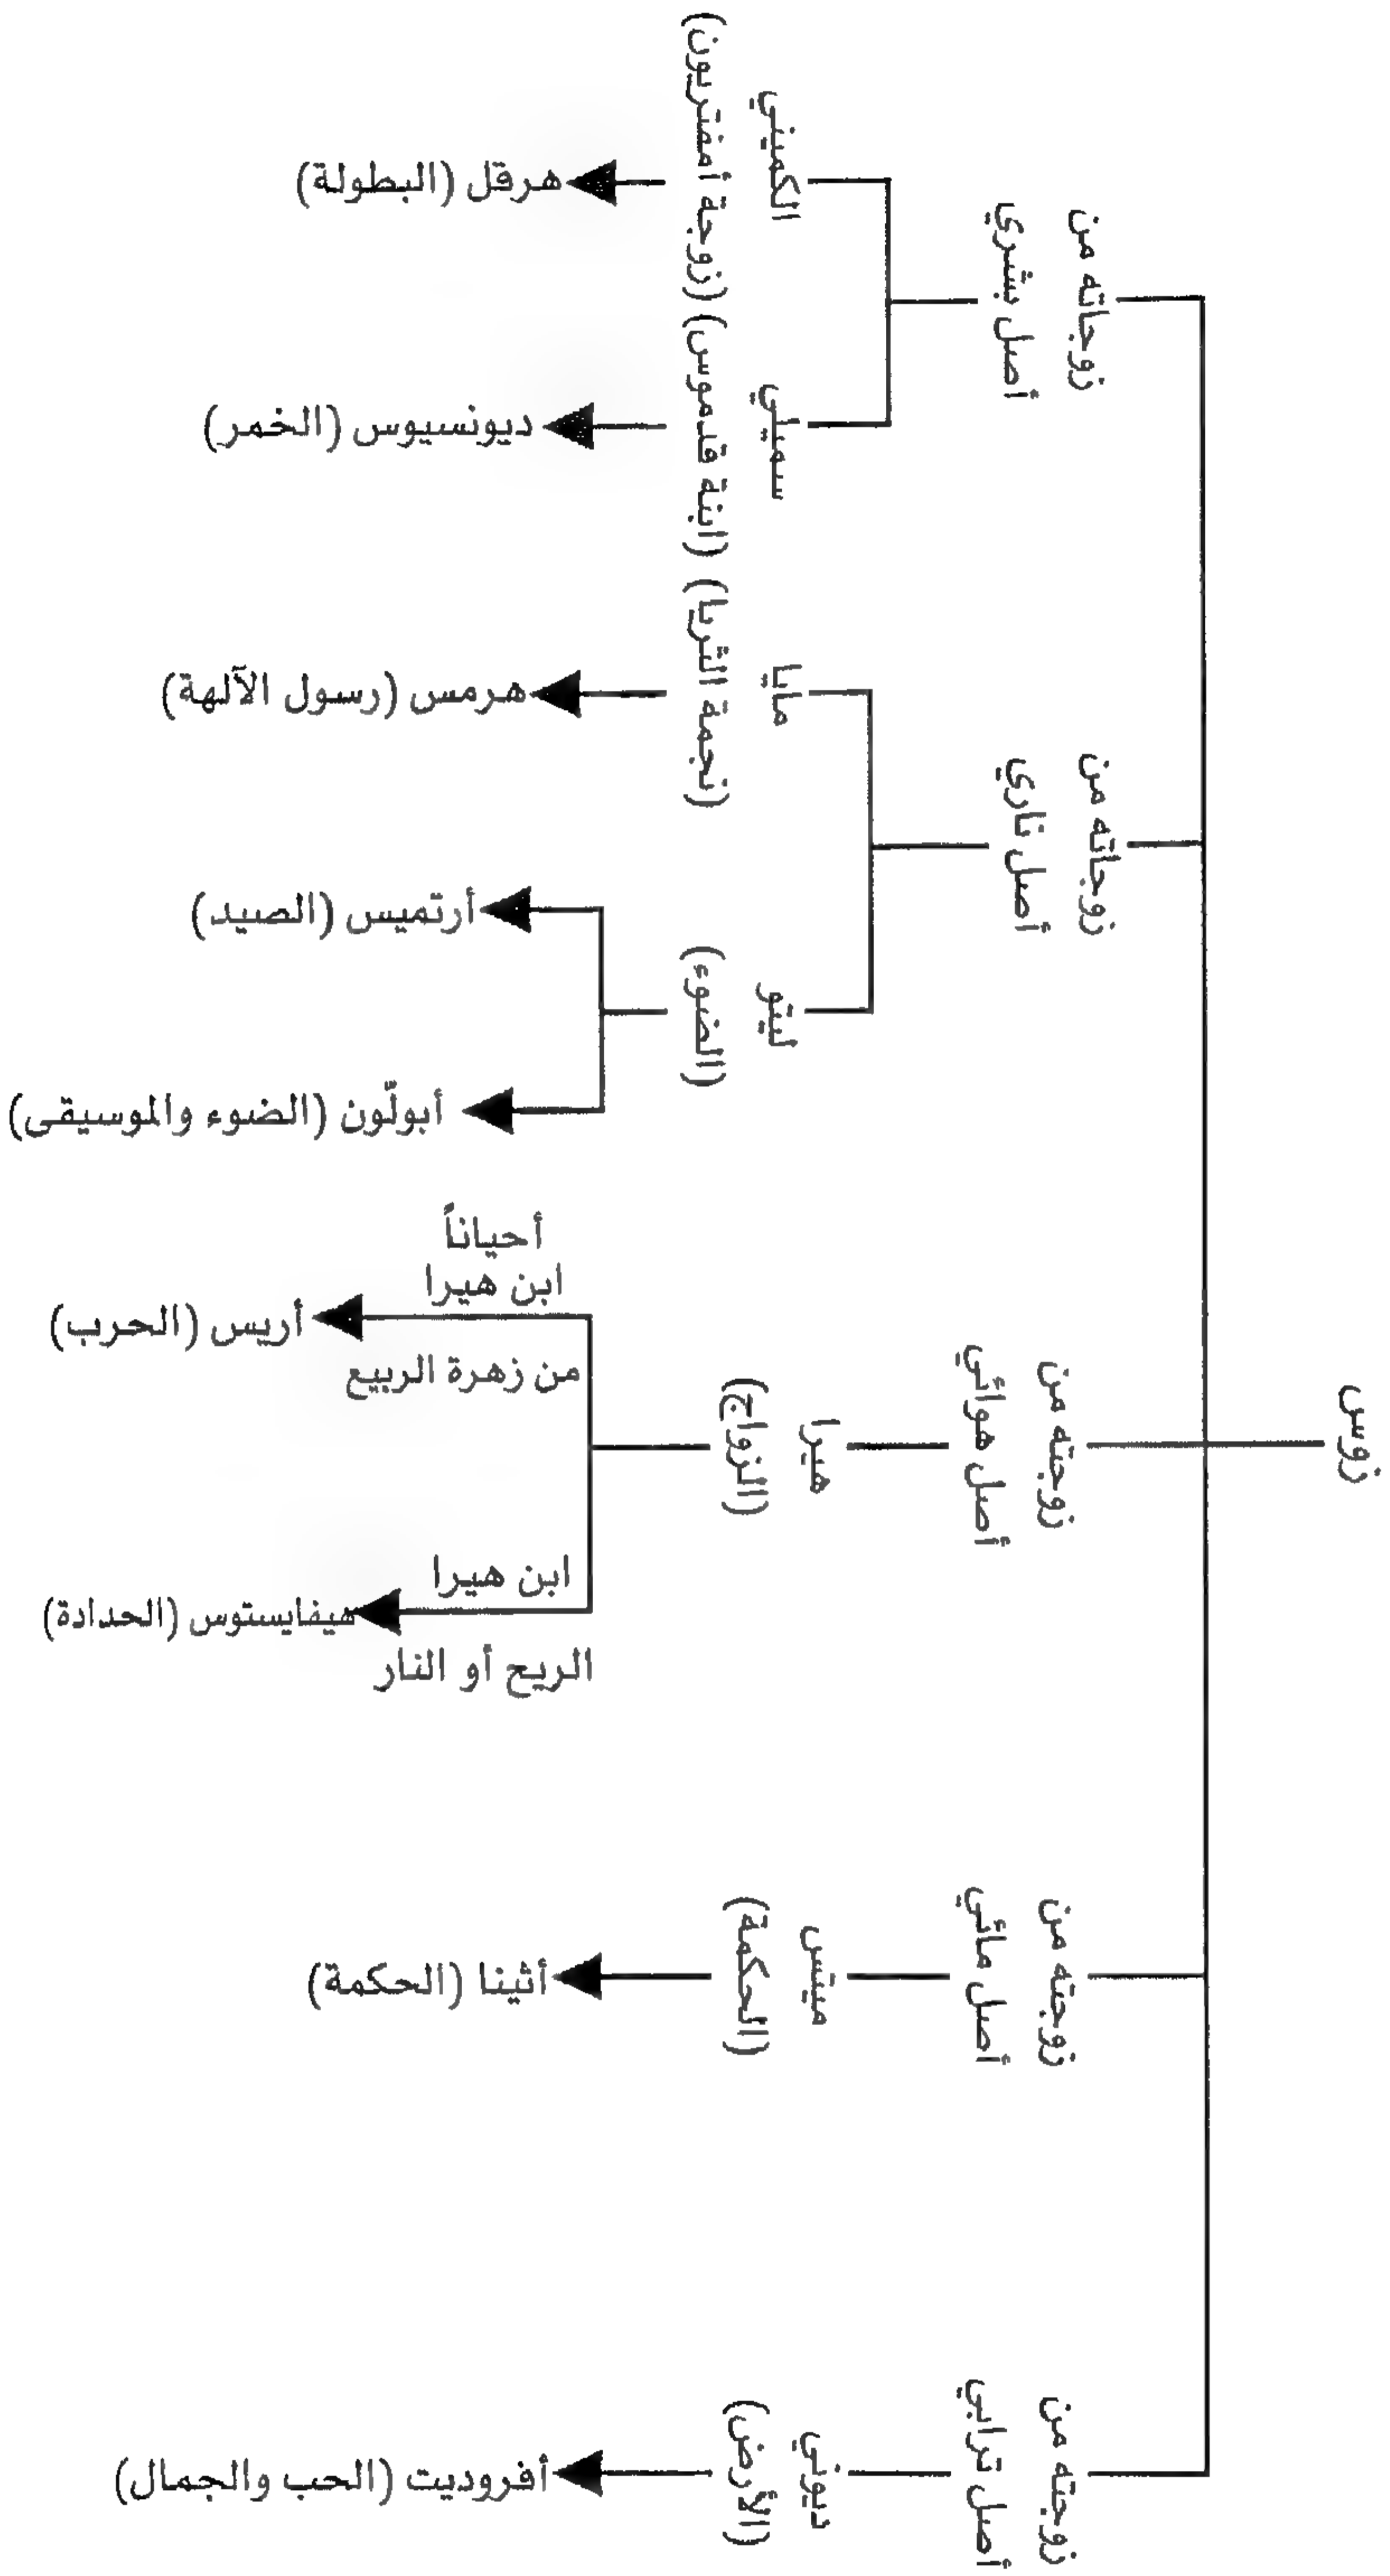 زوس
زوجاته من
أصل بشري
الكميني
(زوجة أمفتريون)
هرقل (البطولة)
سميلي
(ابنة قدموس)
ديونسيوس (الخمر)
زوجاته من
أصل ناري
مايا
(نجمة الثريا)
هرمس (رسول الآلهة)
ليتو
(الضوء)
أرتميس (الصيد)
أبولّون (الضوء والموسيقى)
زوجته من
أصل هوائي
هيرا
(الزواج)
أحياناً
ابن هيرا
من زهرة الربيع
أريس (الحرب)
ابن هيرا
الريح أو النار
هيفايستوس (الحدادة)
زوجته من
أصل مائي
ميتس
(الحكمة)
أثينا (الحكمة)
زوجته من
أصل ترابي
ديوني
(الأرض)
أفروديت (الحب والجمال)